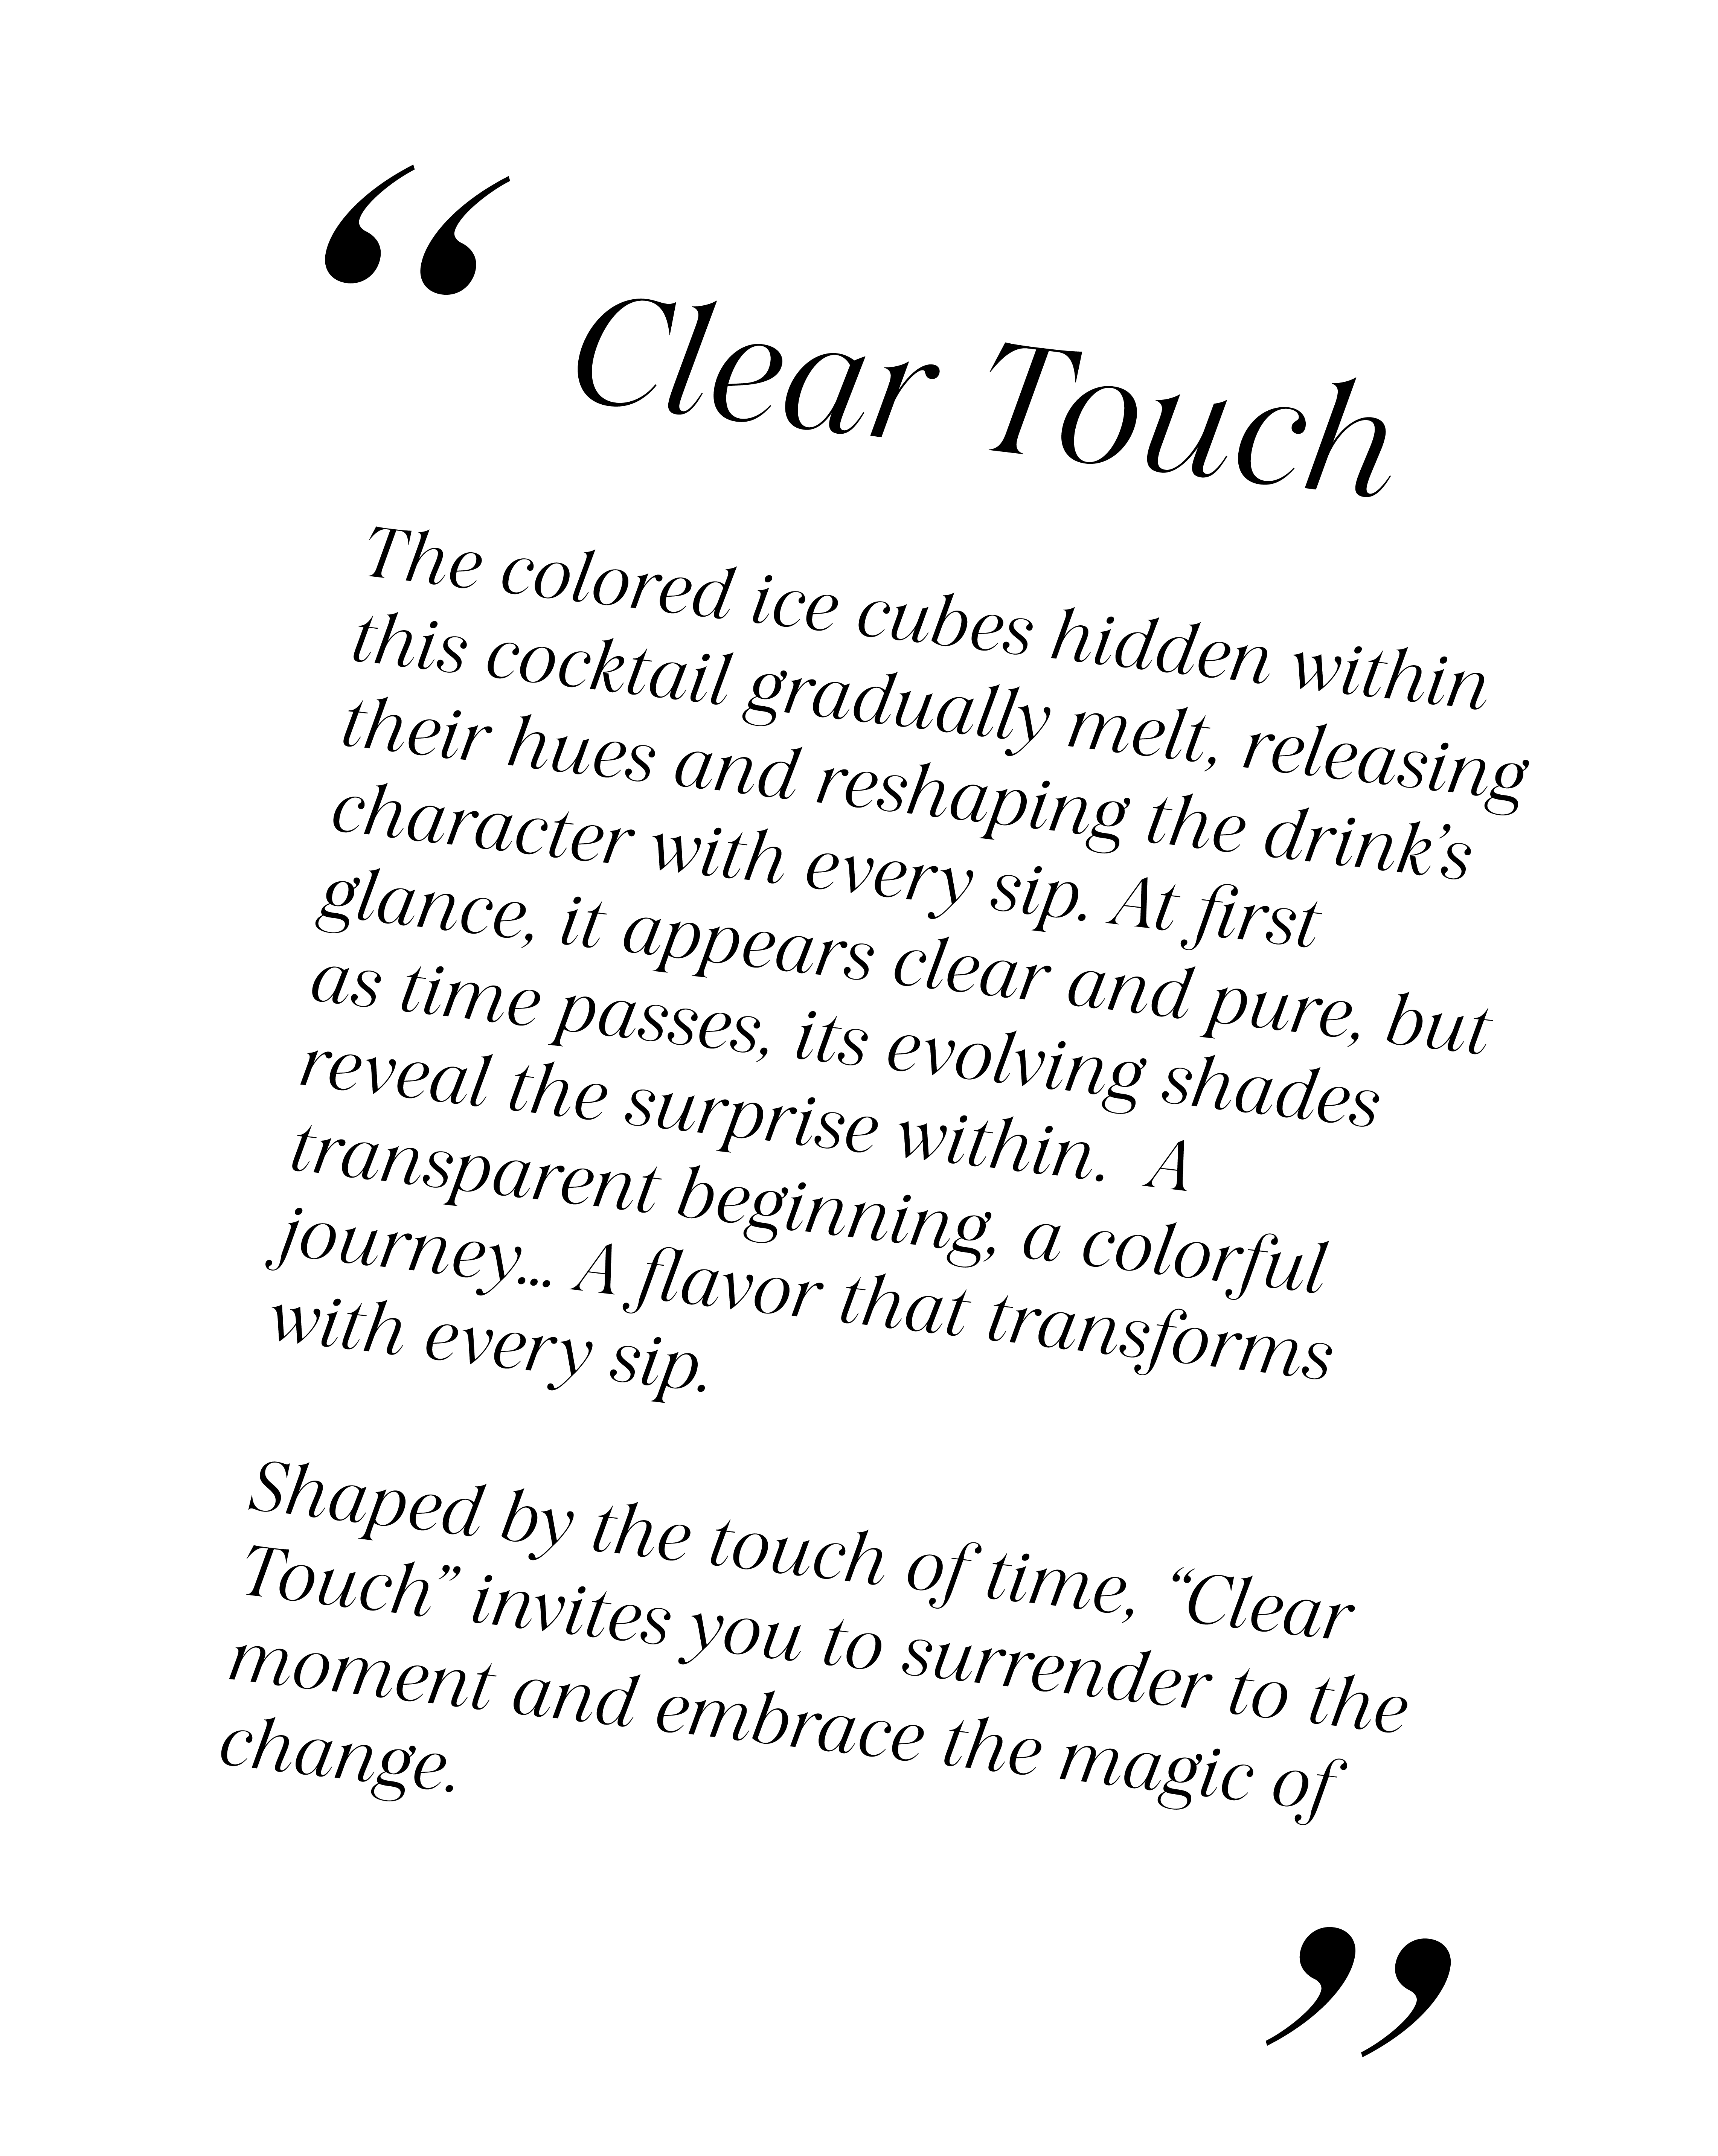 “
Clear Touch
The colored ice cubes hidden within
this cocktail gradually melt, releasing
their hues and reshaping the drink’s
character with every sip. At first
glance, it appears clear and pure, but
as time passes, its evolving shades
reveal the surprise within.  A
transparent beginning, a colorful
journey... A flavor that transforms
with every sip.
Shaped by the touch of time, “Clear
Touch” invites you to surrender to the
moment and embrace the magic of
change.
”